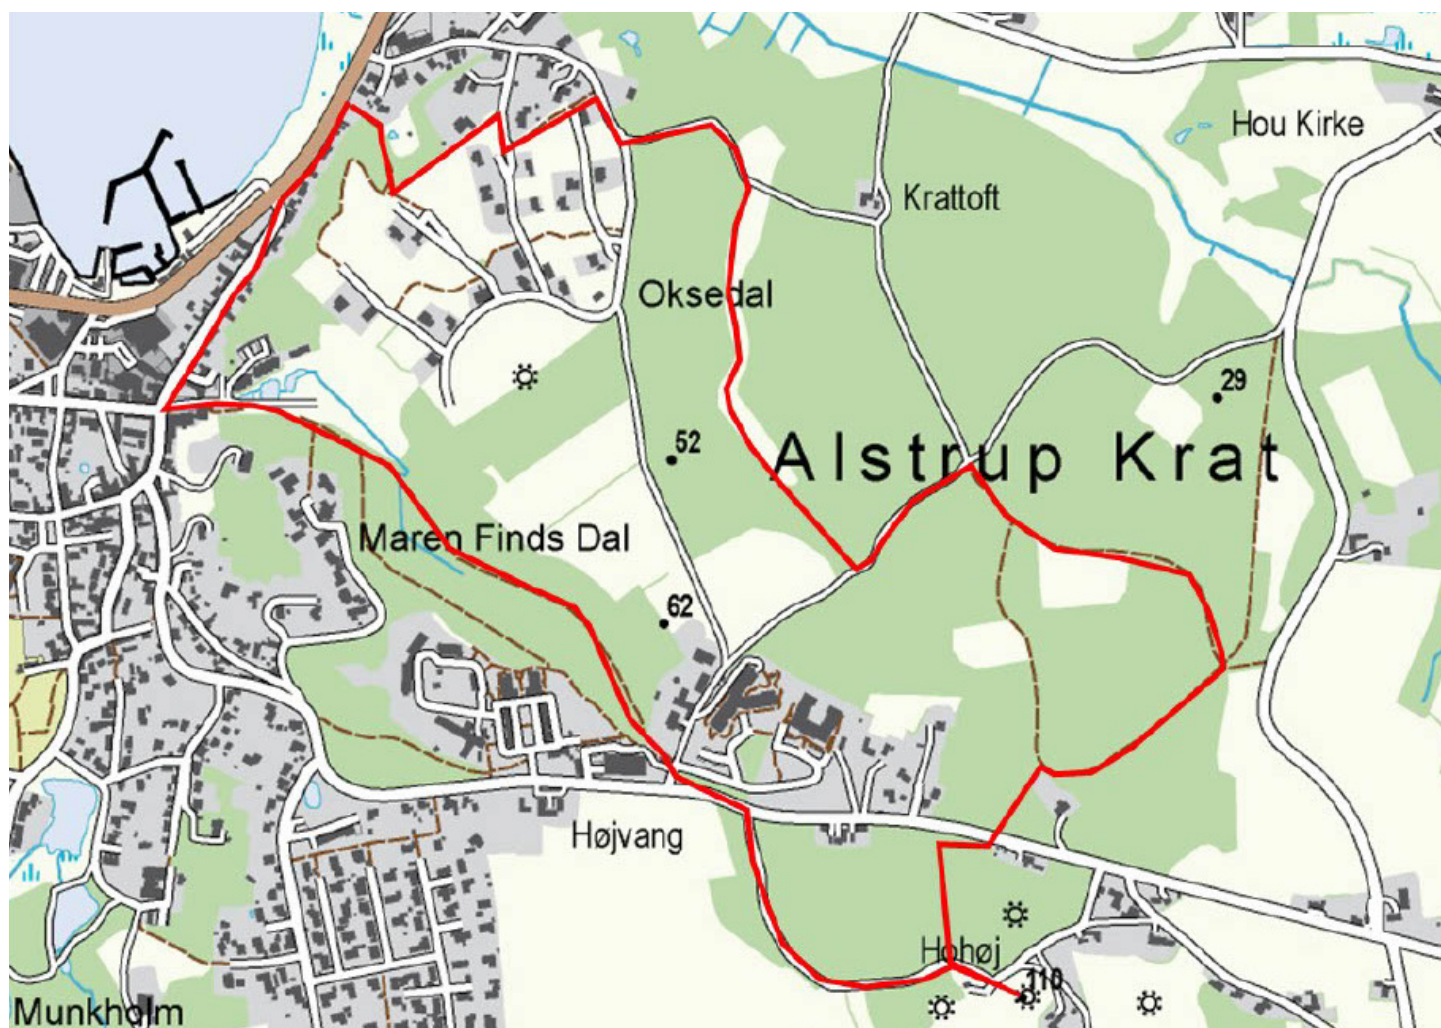 Hou Kirke
Krattoft
Oksedal
29
52
Alstrup Krat
Maren Finds Dal
62
Højvang
Hohøj
110
Munkholm